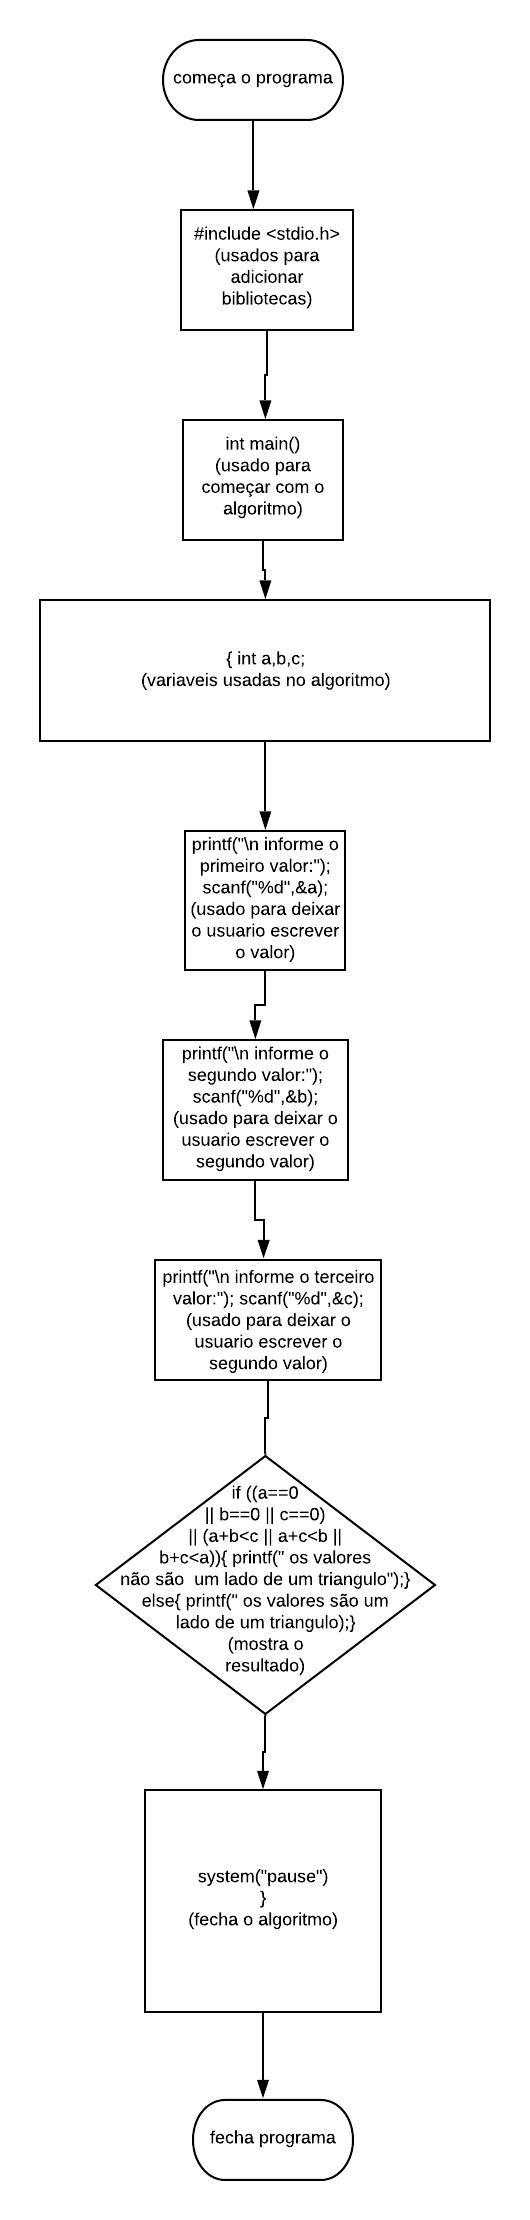 começa o programa
#include <stdio.h>
(usados para
adicionar
bibliotecas)
int main()
(usado para
começar com o
algoritmo)
{ int a,b,c;
(variaveis usadas no algoritmo)
printf("\n informe o
primeiro valor:");
scanf("%d",&a);
(usado para deixar
o usuario escrever
o valor)
printf("\n informe o
segundo valor:");
scanf("%d",&b);
(usado para deixar o
usuario escrever o
segundo valor)
printf("\n informe o terceiro
valor:"); scanf("%d",&c);
(usado para deixar o
usuario escrever o
segundo valor)
if ((a==0
|| b==0 || c==0)
|| (a+b<c || a+c<b ||
b+c<a)){ printf(" os valores
não são  um lado de um triangulo");}
else{ printf(" os valores são um
lado de um triangulo);}
(mostra o
resultado)
system("pause")
}
(fecha o algoritmo)
fecha programa